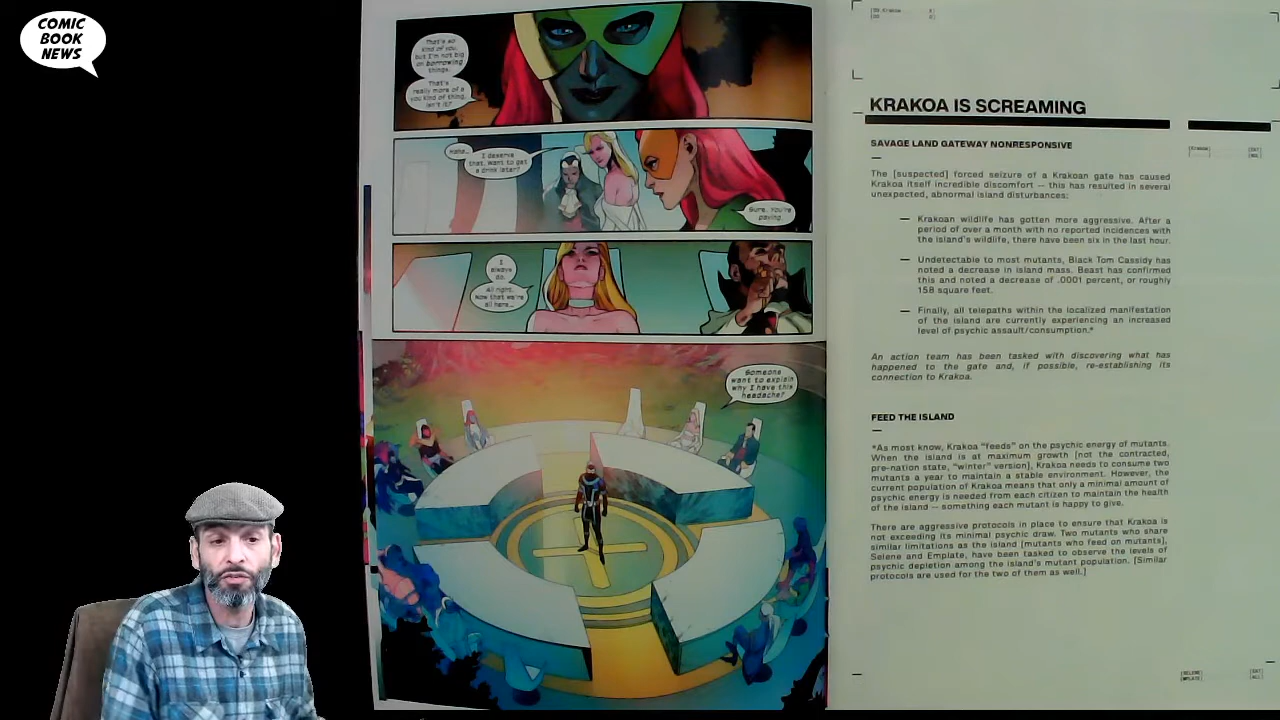 COMIC
BOOK
NEWS
That's so
kind of you,
but I'm not big
on borrowing
things.
That's
really more of a
you kind of thing,
isn't it?
Haha...
I deserve
that. Want to get
a drink later?
Sure. You're
paying.
I
always
do.
All right.
Now that we're
all here...
Someone
want to explain
why I have this
headache?
KRAKOA IS SCREAMING
SAVAGE LAND GATEWAY NONRESPONSIVE
—
The [suspected] forced seizure of a Krakoan gate has caused
Krakoa itself incredible discomfort — this has resulted in several
unexpected, abnormal island disturbances:
— Krakoan wildlife has gotten more aggressive. After a
period of over a month with no reported incidences with
the island's wildlife, there have been six in the last hour.
— Undetectable to most mutants, Black Tom Cassidy has
noted a decrease in island mass. Beast has confirmed
this and noted a decrease of .0001 percent, or roughly
158 square feet.
— Finally, all telepaths within the localized manifestation
of the island are currently experiencing an increased
level of psychic assault/consumption.*
An action team has been tasked with discovering what has
happened to the gate and, if possible, re-establishing its
connection to Krakoa.
FEED THE ISLAND
—
*As most know, Krakoa "feeds" on the psychic energy of mutants.
When the island is at maximum growth [not the contracted,
pre-nation state, "winter" version], Krakoa needs to consume two
mutants a year to maintain a stable environment. However, the
current population of Krakoa means that only a minimal amount of
psychic energy is needed from each citizen to maintain the health
of the island — something each mutant is happy to give.
There are aggressive protocols in place to ensure that Krakoa is
not exceeding its minimal psychic draw. Two mutants who share
similar limitations as the island [mutants who feed on mutants],
Selene and Emplate, have been tasked to observe the levels of
psychic depletion among the island's mutant population. [Similar
protocols are used for the two of them as well.]